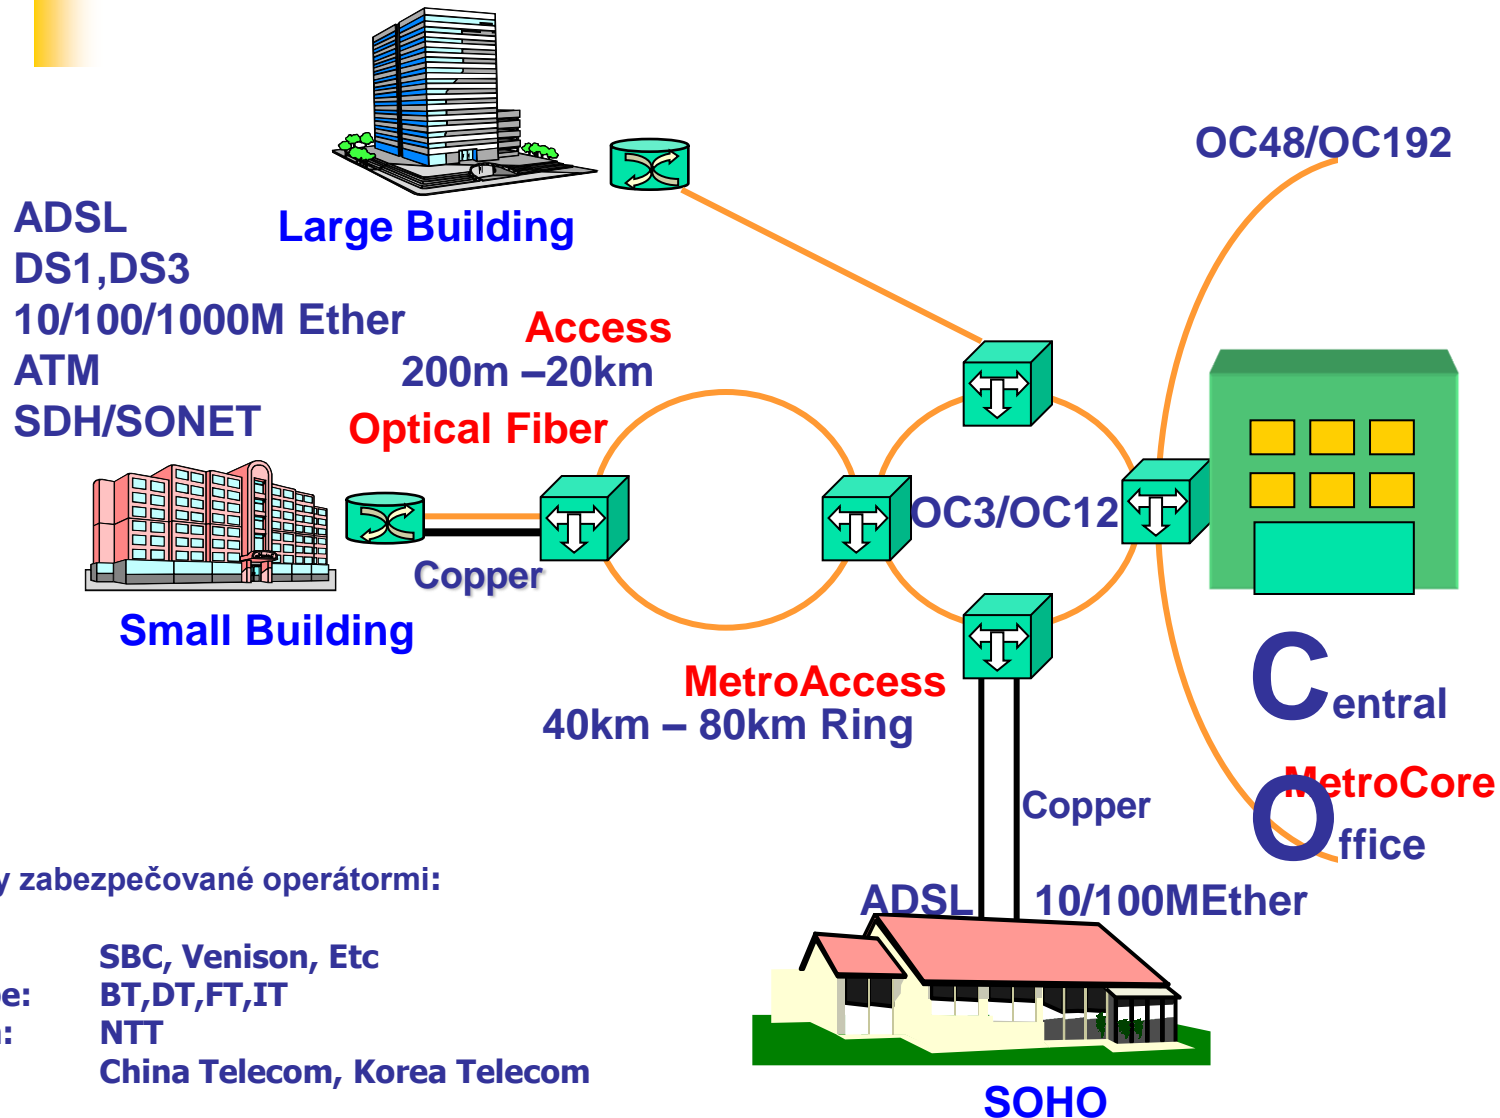 OC48/OC192
Large Building
ADSL
DS1,DS3
10/100/1000M Ether
ATM
SDH/SONET
Access
200m –20km
Optical Fiber
OC3/OC12
Copper
Small Building
MetroAccess
40km – 80km Ring
Central
MetroCore
Office
Copper
y zabezpečované operátormi:
ADSL
10/100MEther
SBC, Venison, Etc
pe: BT,DT,FT,IT
NTT
China Telecom, Korea Telecom
SOHO